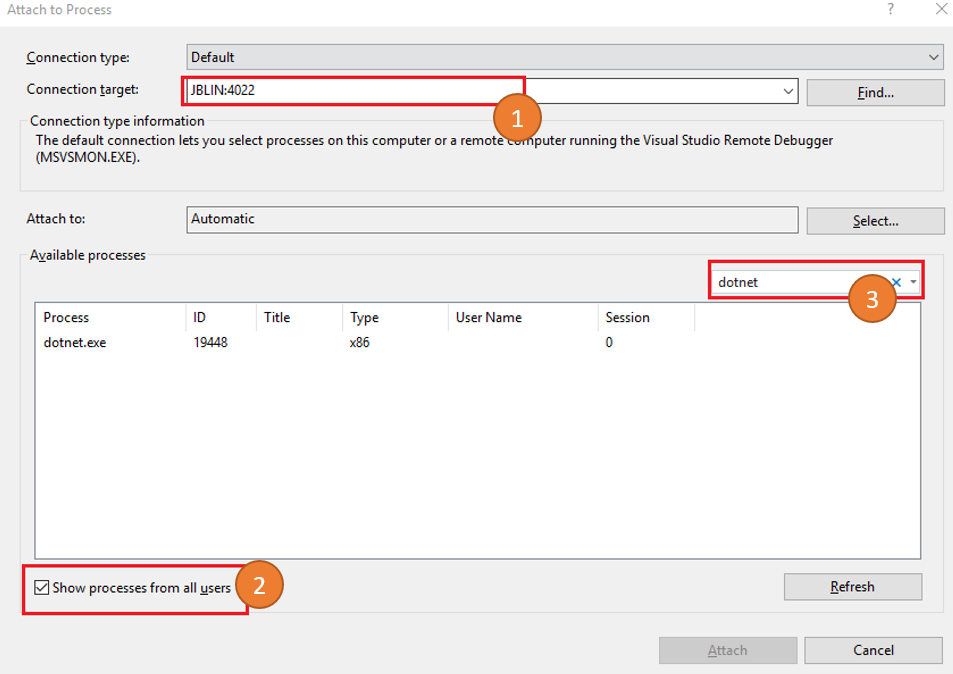 Attach to Process
?
Connection type: Default
Connection target: JBLIN:4022 Find...
1
Connection type information
The default connection lets you select processes on this computer or a remote computer running the Visual Studio Remote Debugger
(MSVSMON.EXE).
Attach to: Automatic Select...
Available processes
dotnet
3
Process ID Title Type User Name Session
dotnet.exe 19448 x86 0
Show processes from all users 2 Refresh
Attach Cancel